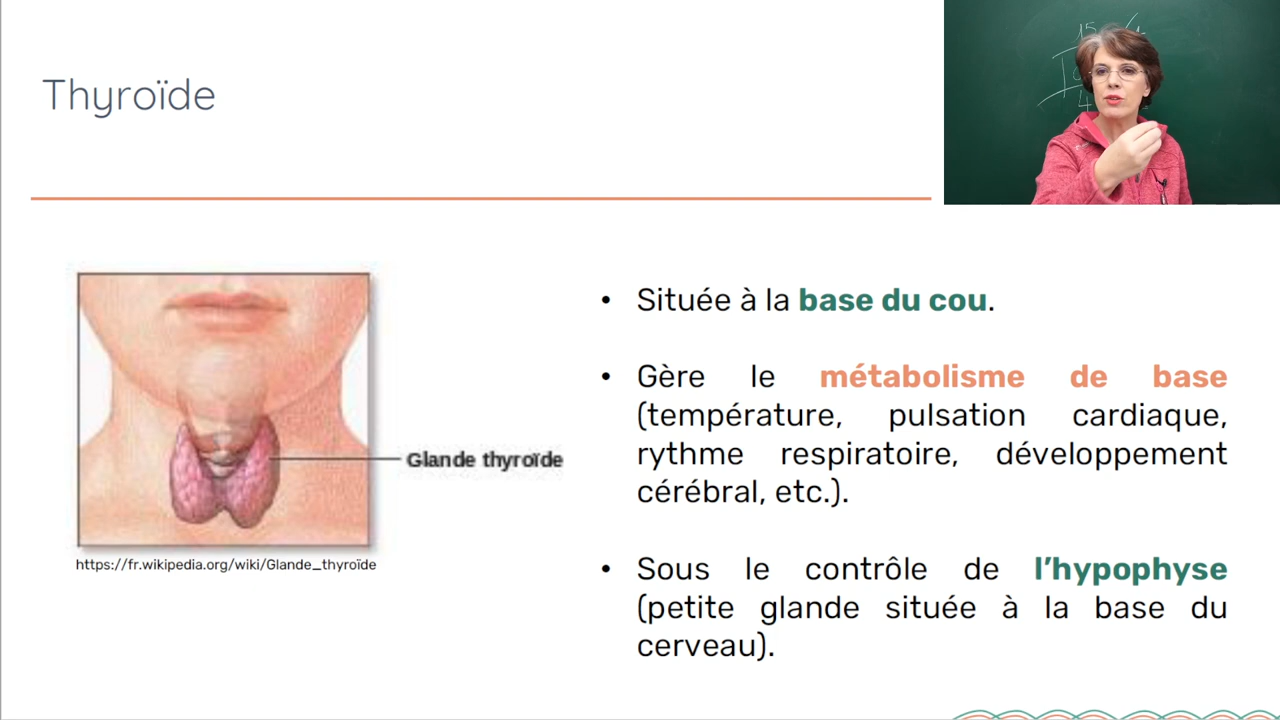 Thyroïde
Glande thyroïde
https://fr.wikipedia.org/wiki/Glande_thyroïde
• Située à la base du cou.
• Gère le métabolisme de base
(température, pulsation cardiaque,
rythme respiratoire, développement
cérébral, etc.).
• Sous le contrôle de l’hypophyse
(petite glande située à la base du
cerveau).
15